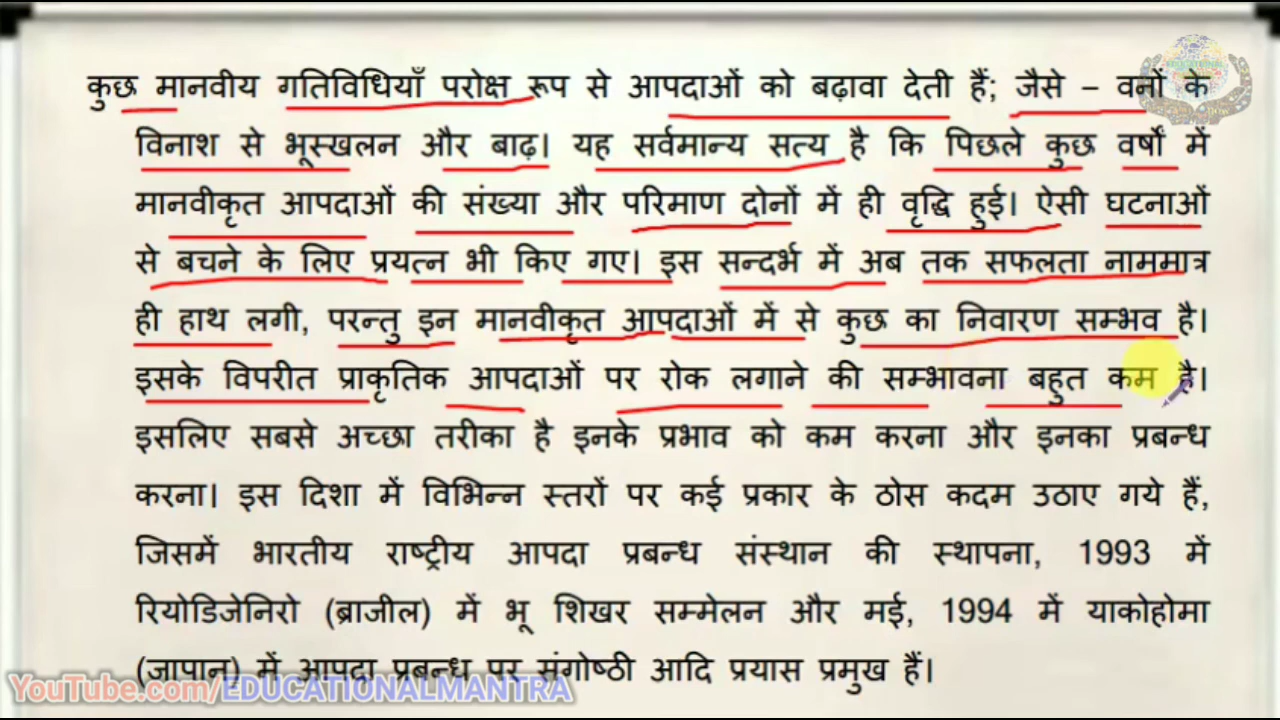 कुछ मानवीय गतिविधियाँ परोक्ष रूप से आपदाओं को बढ़ावा देती हैं; जैसे – वनों के
विनाश से भूस्खलन और बाढ़। यह सर्वमान्य सत्य है कि पिछले कुछ वर्षों में
मानवीकृत आपदाओं की संख्या और परिमाण दोनों में ही वृद्धि हुई। ऐसी घटनाओं
से बचने के लिए प्रयत्न भी किए गए। इस सन्दर्भ में अब तक सफलता नाममात्र
ही हाथ लगी, परन्तु इन मानवीकृत आपदाओं में से कुछ का निवारण सम्भव है।
इसके विपरीत प्राकृतिक आपदाओं पर रोक लगाने की सम्भावना बहुत कम है।
इसलिए सबसे अच्छा तरीका है इनके प्रभाव को कम करना और इनका प्रबन्ध
करना। इस दिशा में विभिन्न स्तरों पर कई प्रकार के ठोस कदम उठाए गये हैं,
जिसमें भारतीय राष्ट्रीय आपदा प्रबन्ध संस्थान की स्थापना, 1993 में
रियोडिजेनिरो (ब्राजील) में भू शिखर सम्मेलन और मई, 1994 में याकोहोमा
(जापान) में आपदा प्रबन्ध पर संगोष्ठी आदि प्रयास प्रमुख हैं।
YouTube.com/EDUCATIONALMANTRA
EDUCATIONAL